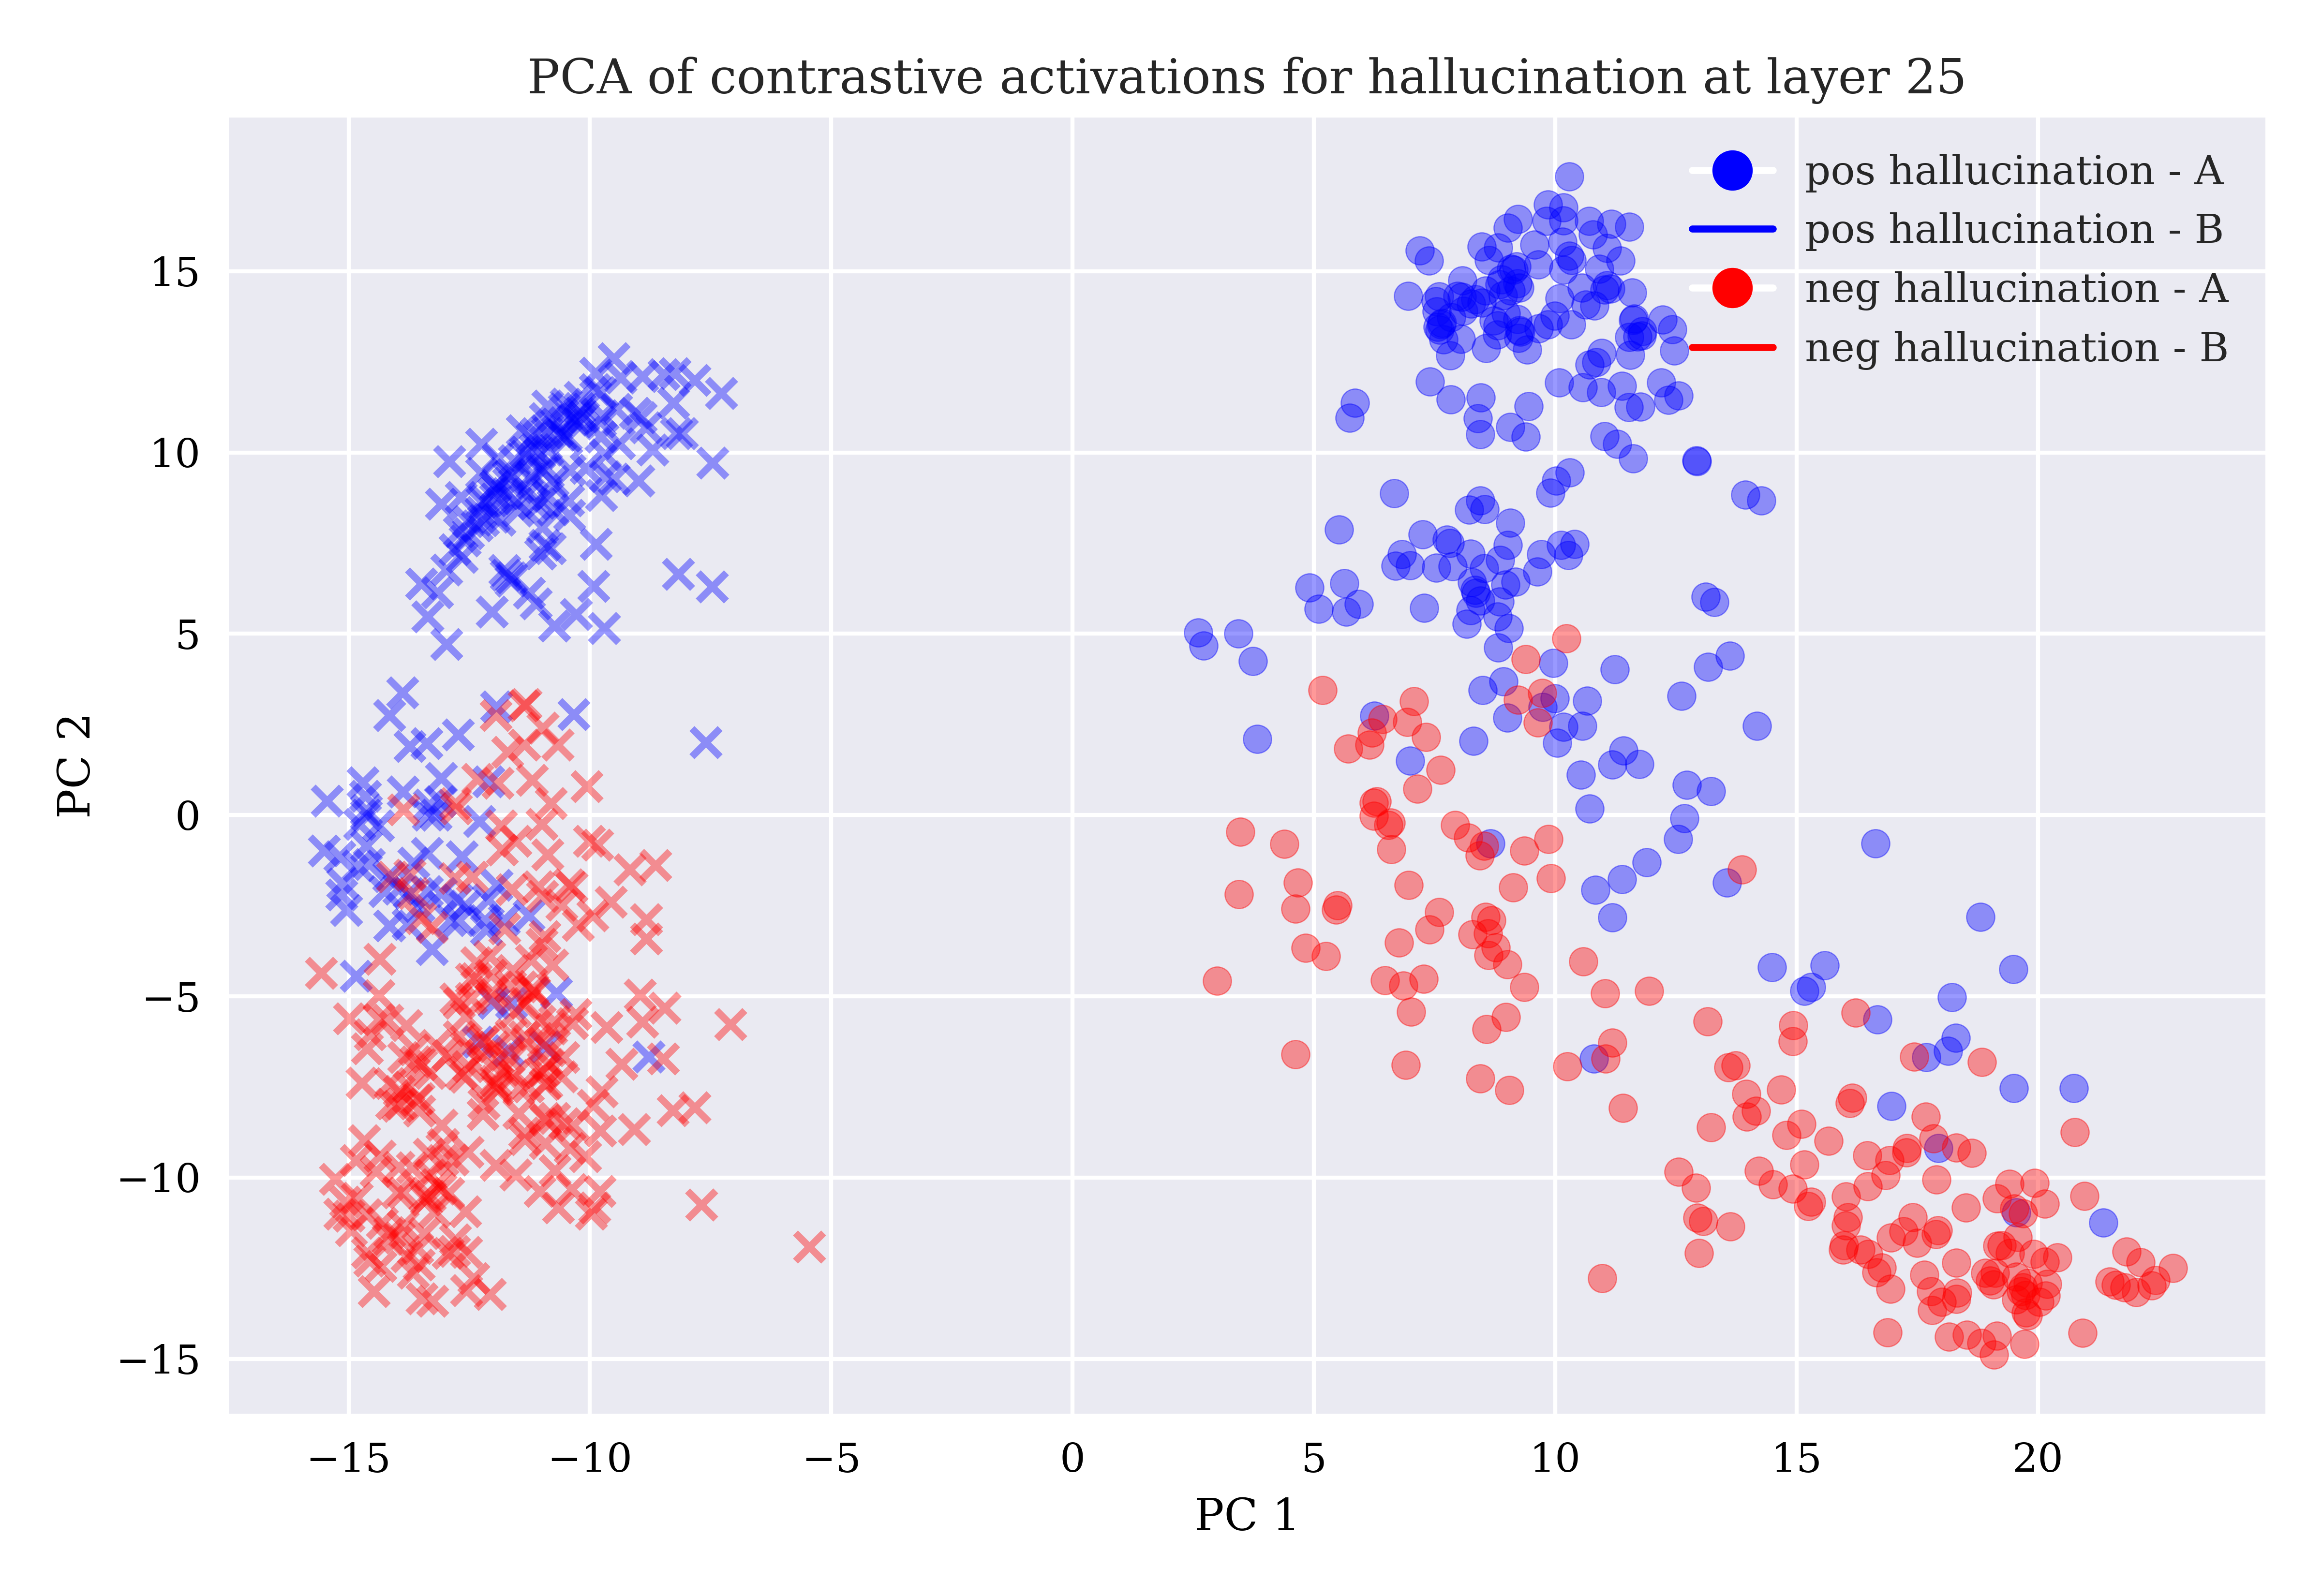 PCA of contrastive activations for hallucination at layer 25
pos hallucination - A
pos hallucination - B
neg hallucination - A
neg hallucination - B
15
10
5
0
−5
−10
−15
PC 2
−15
−10
−5
0
5
10
15
20
PC 1